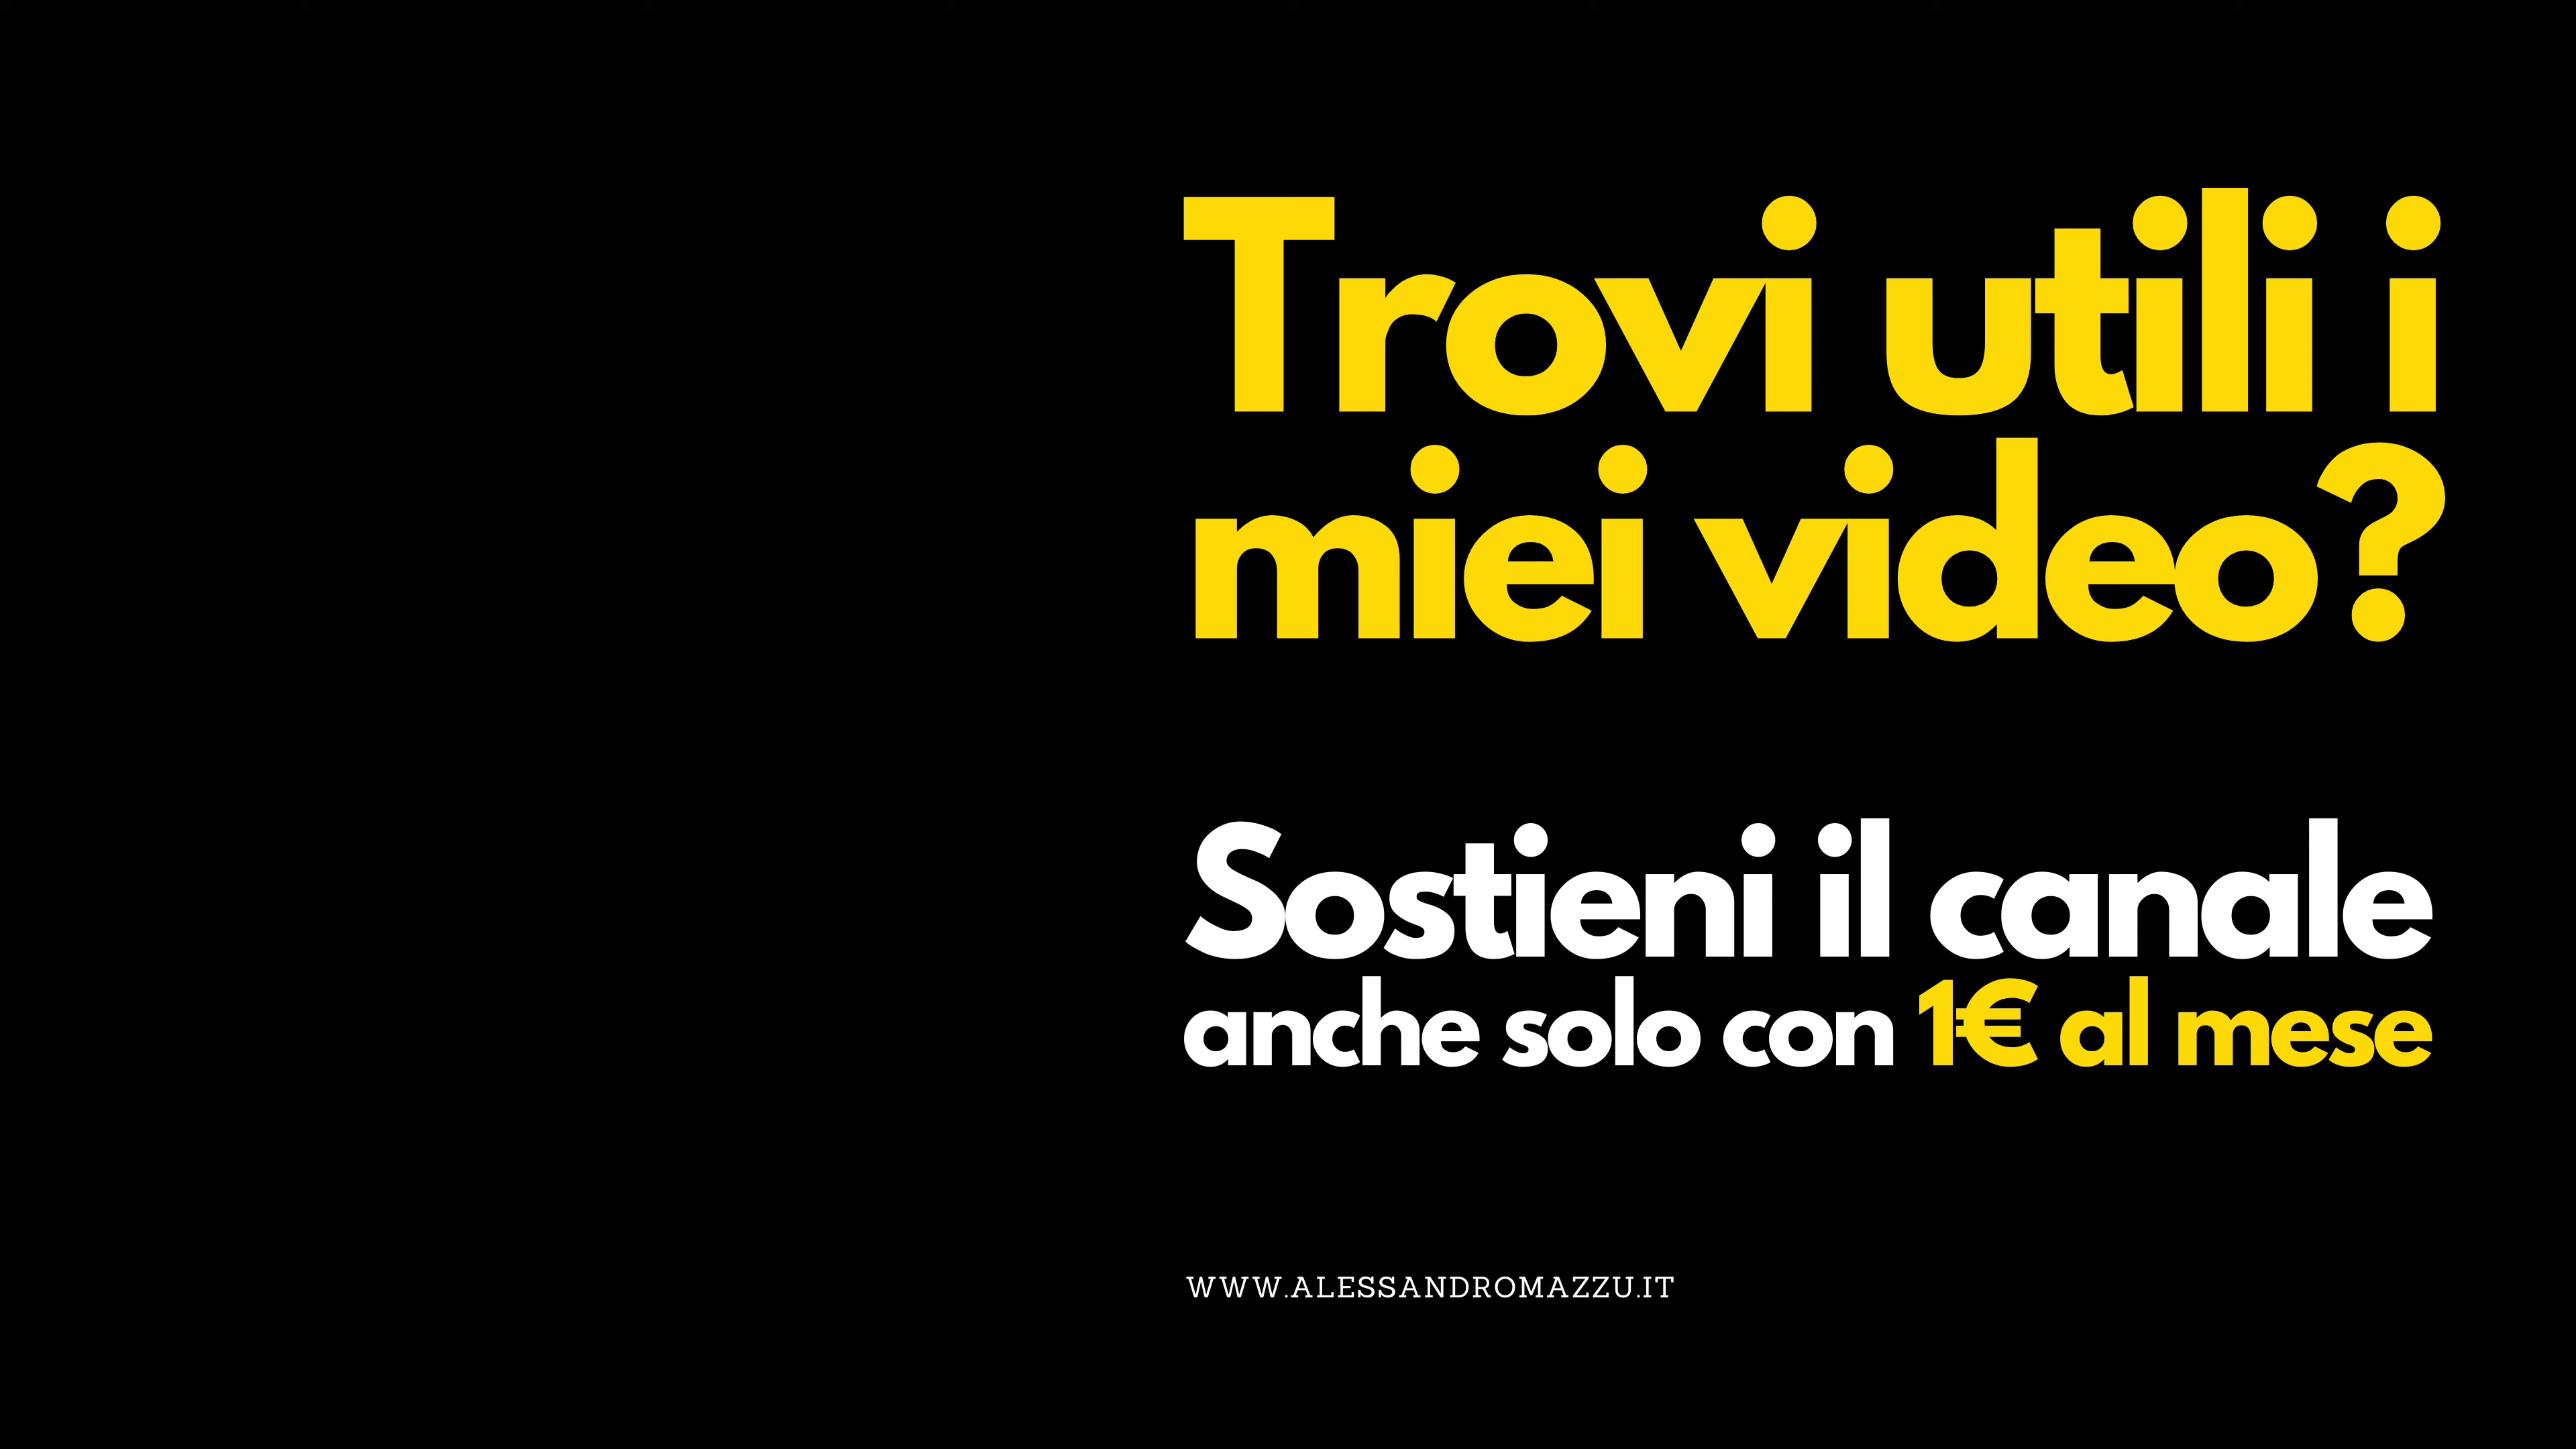 Trovi utili i
miei video?
Sostieni il canale
anche solo con 1€ al mese
WWW.ALESSANDROMAZZU.IT